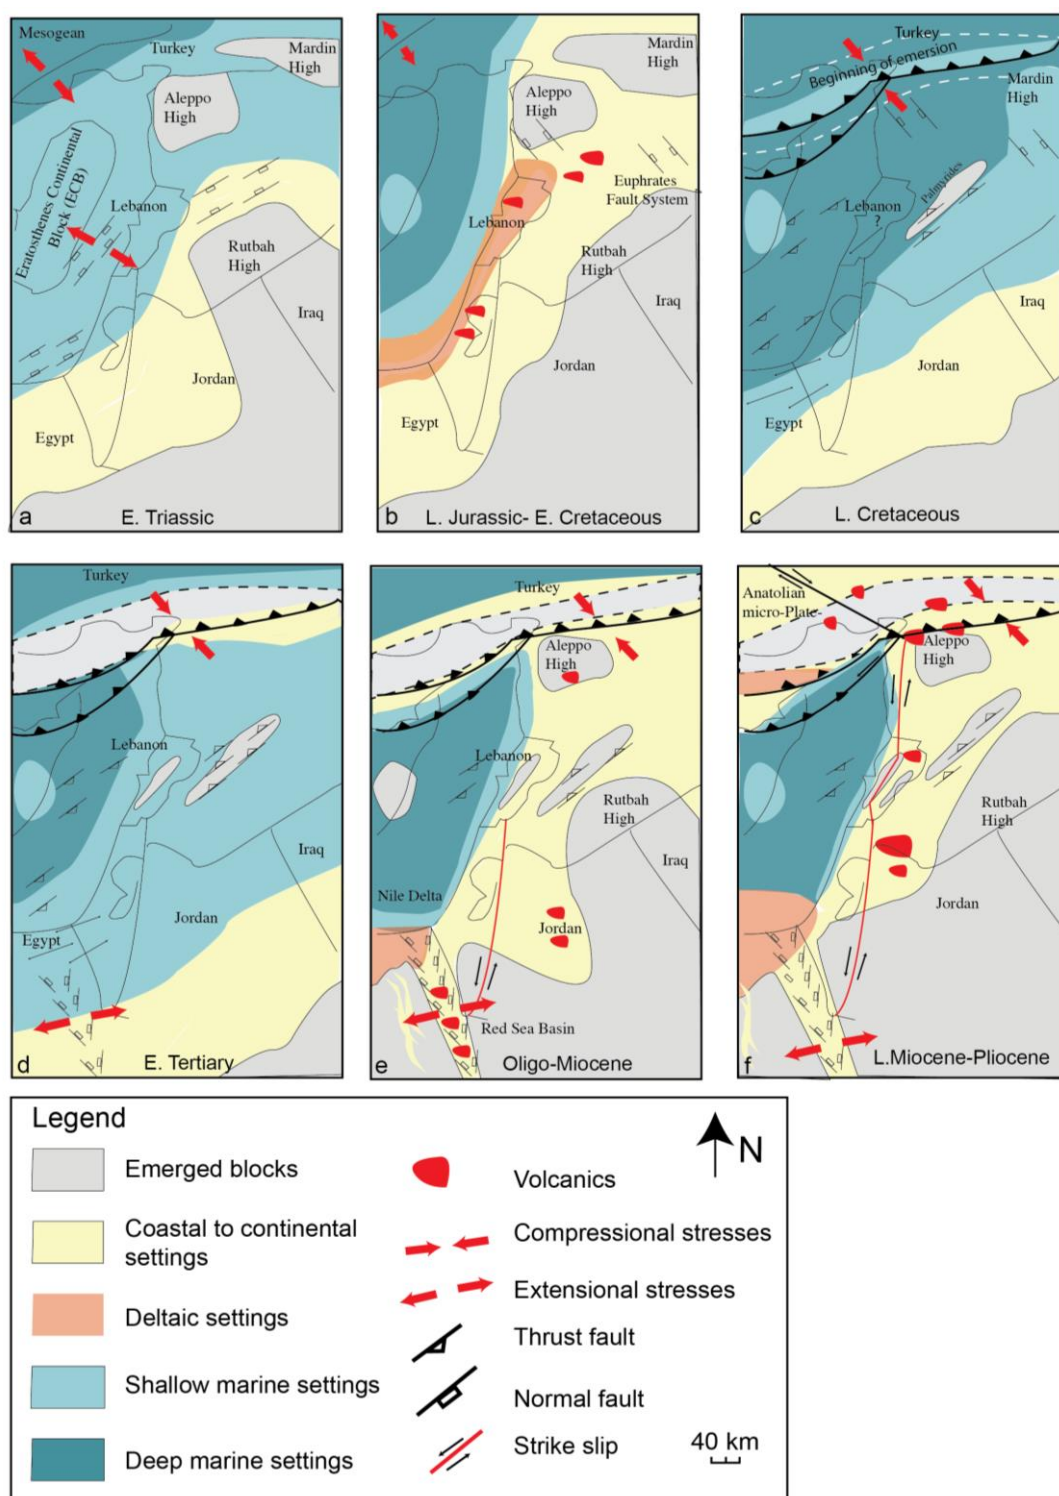 Mesogean
Turkey
Mardin
High
Aleppo
High
Eratosthenes Continental
Block (ECB)
Lebanon
Rutbah
High
Iraq
Jordan
Egypt
a
E. Triassic
Mardin
High
Aleppo
High
Euphrates
Fault System
Lebanon
Rutbah
High
Iraq
Jordan
Egypt
b
L. Jurassic- E. Cretaceous
Turkey
Beginning of emersion
Mardin
High
Palmyrides
Lebanon
?
Iraq
Jordan
Egypt
c
L. Cretaceous
Turkey
Lebanon
Iraq
Jordan
Egypt
d
E. Tertiary
Turkey
Aleppo
High
Lebanon
Rutbah
High
Iraq
Nile Delta
Jordan
Red Sea Basin
e
Oligo-Miocene
Anatolian
micro-Plate
Aleppo
High
Rutbah
High
Jordan
f
L.Miocene-Pliocene
Legend
Emerged blocks
Coastal to continental
settings
Deltaic settings
Shallow marine settings
Deep marine settings
N
Volcanics
Compressional stresses
Extensional stresses
Thrust fault
Normal fault
Strike slip
40 km